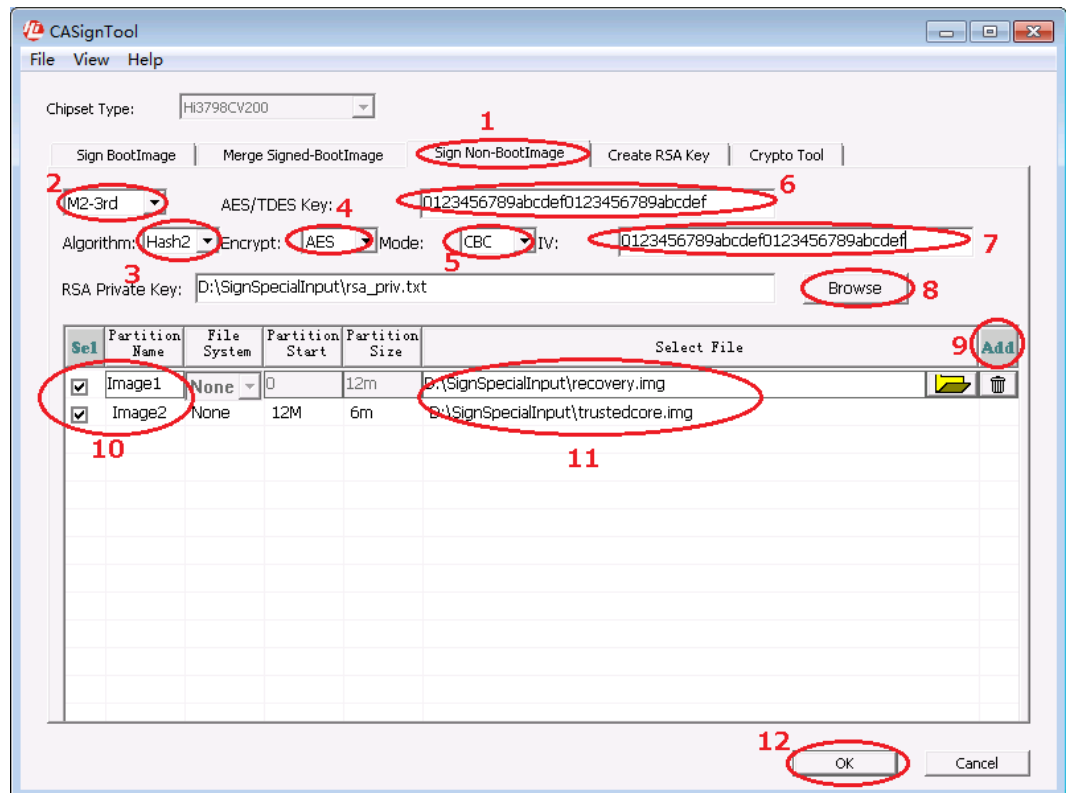 CASignTool
File View Help
Chipset Type: Hi3798CV200
1
Sign BootImage Merge Signed-BootImage Sign Non-BootImage Create RSA Key Crypto Tool
2 6
M2-3rd AES/TDES Key: 4 0123456789abcdef0123456789abcdef
Algorithm: Hash2 Encrypt: AES Mode: CBC IV: 0123456789abcdef0123456789abcdef 7
3 5
RSA Private Key: D:\SignSpecialInput\rsa_priv.txt Browse 8
Sel Partition Name File System Partition Start Partition Size Select File 9 Add
Image1 None 0 12m D:\SignSpecialInput\recovery.img
Image2 None 12M 6m D:\SignSpecialInput\trustedcore.img
10 11
12
OK Cancel